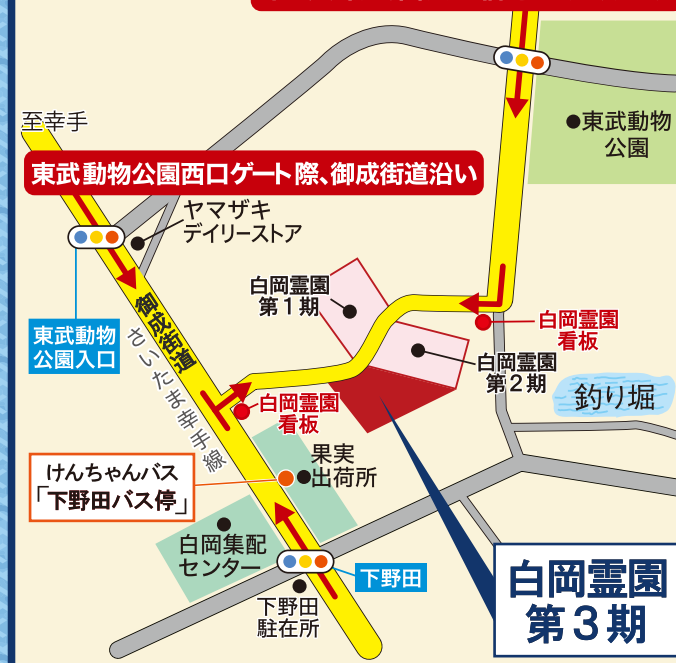 至幸手
東武動物公園西口ゲート際、御成街道沿い
●東武動物
公園
ヤマザキ
デイリーストア
東武動物
公園入口
御成街道
さいたま幸手線
白岡霊園
第1期
白岡霊園
看板
白岡霊園
第2期
釣り堀
白岡霊園
看板
果実
出荷所
けんちゃんバス
「下野田バス停」
白岡集配
センター
下野田
下野田
駐在所
白岡霊園
第3期